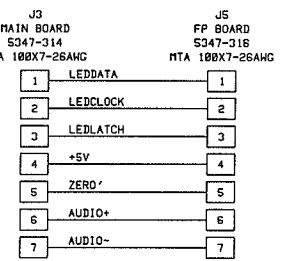 J3 J5
MAIN BOARD FP BOARD
5347-314 5347-316
A 100X7-26AWG MTA 100X7-26AWG
1 LEDDATA 1
2 LEDCLOCK 2
3 LEDLATCH 3
4 +5V 4
5 ZERO' 5
6 AUDIO+ 6
7 AUDIO~ 7